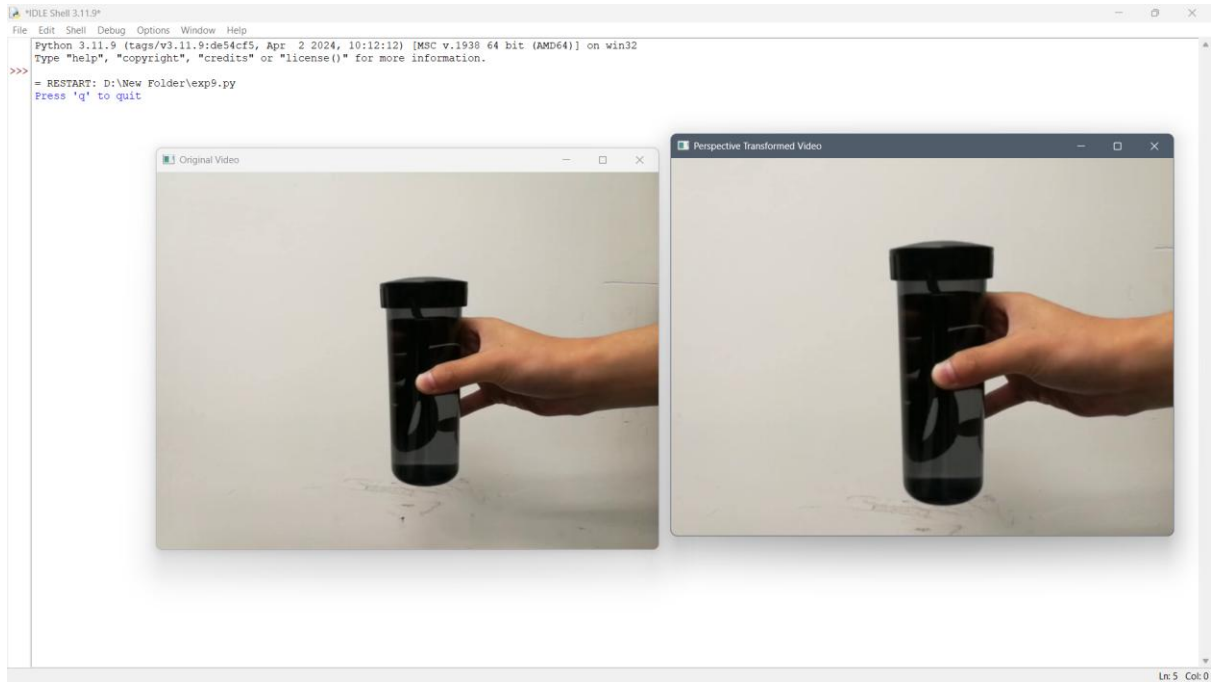 *IDLE Shell 3.11.9*
File Edit Shell Debug Options Window Help
Python 3.11.9 (tags/v3.11.9:de54cf5, Apr  2 2024, 10:12:12) [MSC v.1938 64 bit (AMD64)] on win32
Type "help", "copyright", "credits" or "license()" for more information.
>>>
= RESTART: D:\New Folder\exp9.py
Press 'q' to quit
Original Video
Perspective Transformed Video
Ln: 5 Col: 0